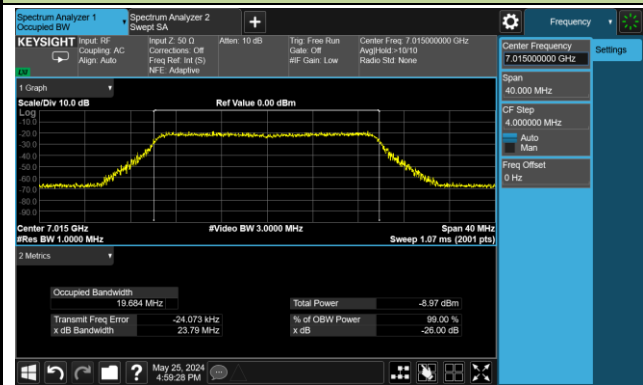 Spectrum Analyzer 1
Occupied BW
Spectrum Analyzer 2
Swept SA
Frequency
KEYSIGHT
Input: RF
Coupling: AC
Align: Auto
Input Z: 50 Ω
Corrections: Off
Freq Ref: Int (S)
NFE: Adaptive
Atten: 10 dB
Trig: Free Run
Gate: Off
#IF Gain: Low
Center Freq: 7.015000000 GHz
Avg|Hold:>10/10
Radio Std: None
LW
Center Frequency
7.015000000 GHz
Settings
Span
40.000 MHz
CF Step
4.000000 MHz
Auto
Man
Freq Offset
0 Hz
1 Graph
Scale/Div 10.0 dB
Ref Value 0.00 dBm
Log
-10.0
-20.0
-30.0
-40.0
-50.0
-60.0
-70.0
-80.0
-90.0
Center 7.015 GHz
#Video BW 3.0000 MHz
Span 40 MHz
#Res BW 1.0000 MHz
Sweep 1.07 ms (2001 pts)
2 Metrics
Occupied Bandwidth
19.684 MHz
Total Power
-8.97 dBm
Transmit Freq Error
-24.073 kHz
% of OBW Power
99.00 %
x dB Bandwidth
23.79 MHz
x dB
-26.00 dB
May 25, 2024
4:59:28 PM